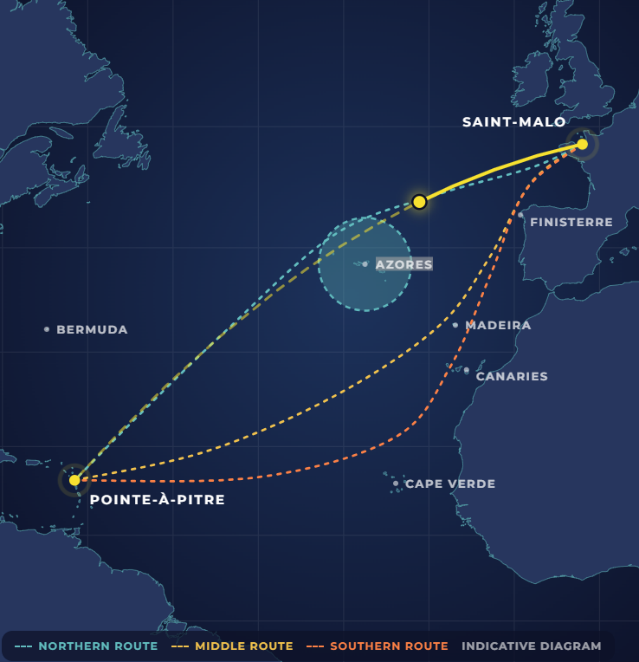 SAINT-MALO
FINISTERRE
AZORES
BERMUDA
MADEIRA
CANARIES
CAPE VERDE
POINTE-À-PITRE
NORTHERN ROUTE MIDDLE ROUTE SOUTHERN ROUTE INDICATIVE DIAGRAM